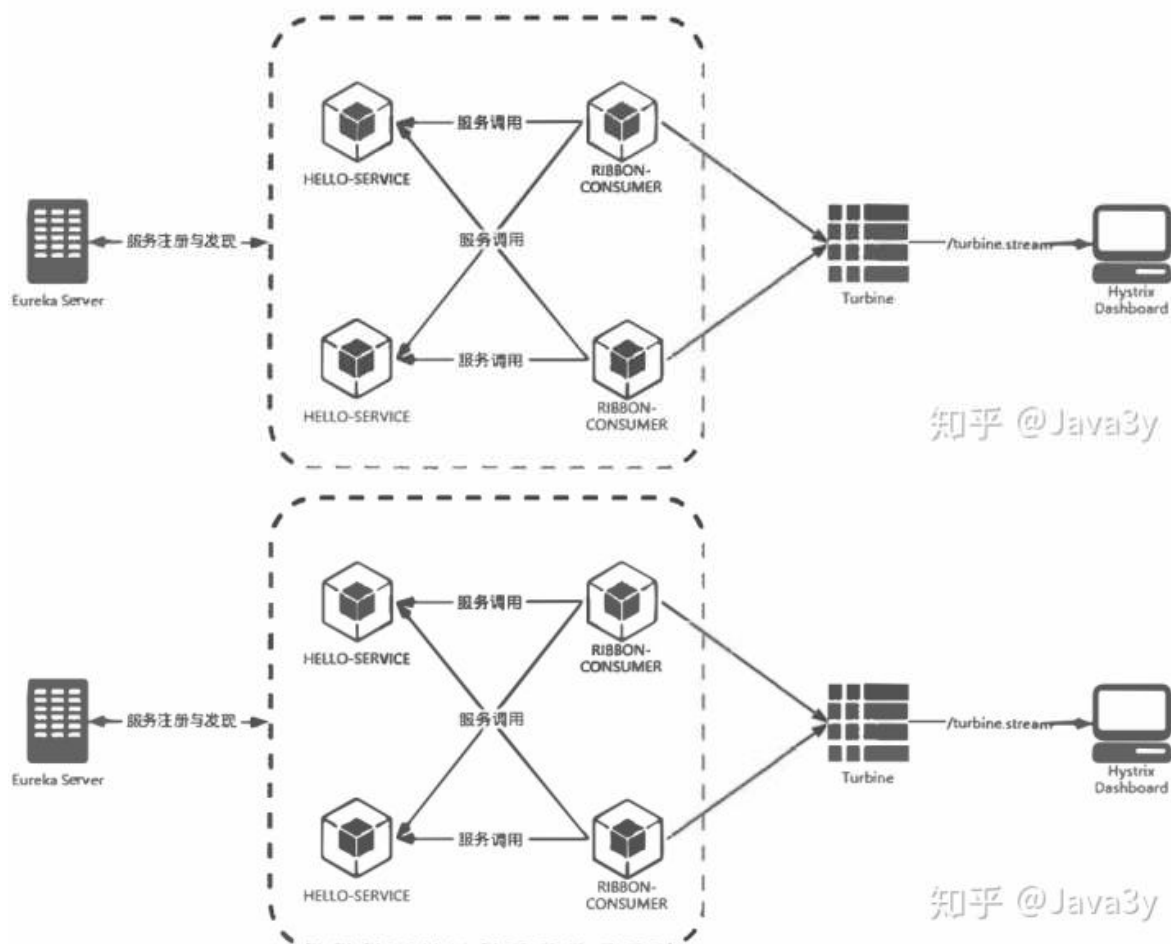 服务调用
HELLO-SERVICE
RIBBON-
CONSUMER
服务注册与发现
服务调用
/turbine.stream
Eureka Server
Turbine
Hystrix
Dashboard
服务调用
HELLO-SERVICE
RIBBON-
CONSUMER
知乎 @Java3y
服务调用
HELLO-SERVICE
RIBBON-
CONSUMER
服务注册与发现
服务调用
/turbine.stream
Eureka Server
Turbine
Hystrix
Dashboard
服务调用
HELLO-SERVICE
RIBBON-
CONSUMER
知乎 @Java3y